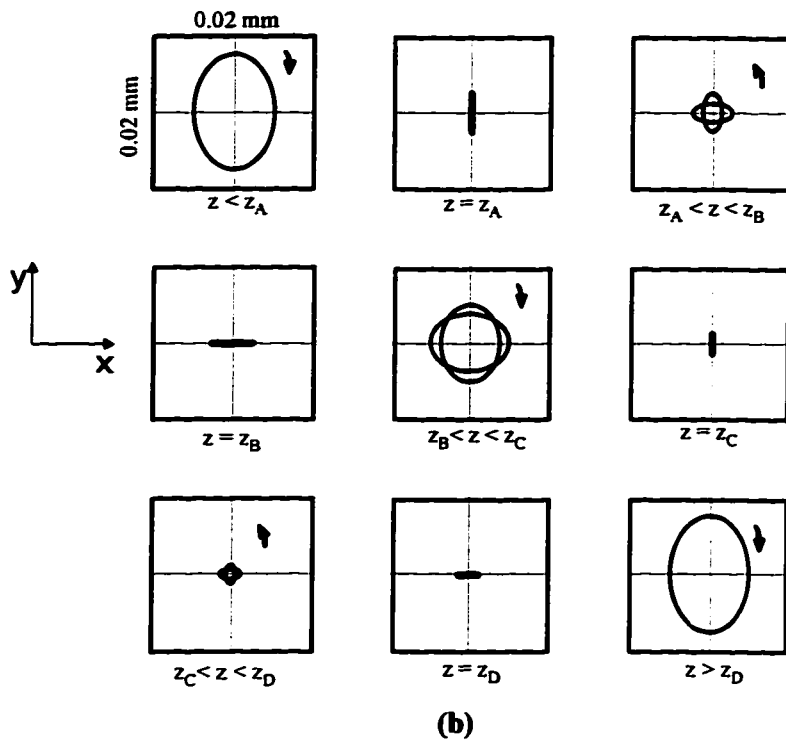 0.02 mm
0.02 mm
z < z_A
z = z_A
z_A < z < z_B
y
x
z = z_B
z_B < z < z_C
z = z_C
z_C < z < z_D
z = z_D
z > z_D
(b)